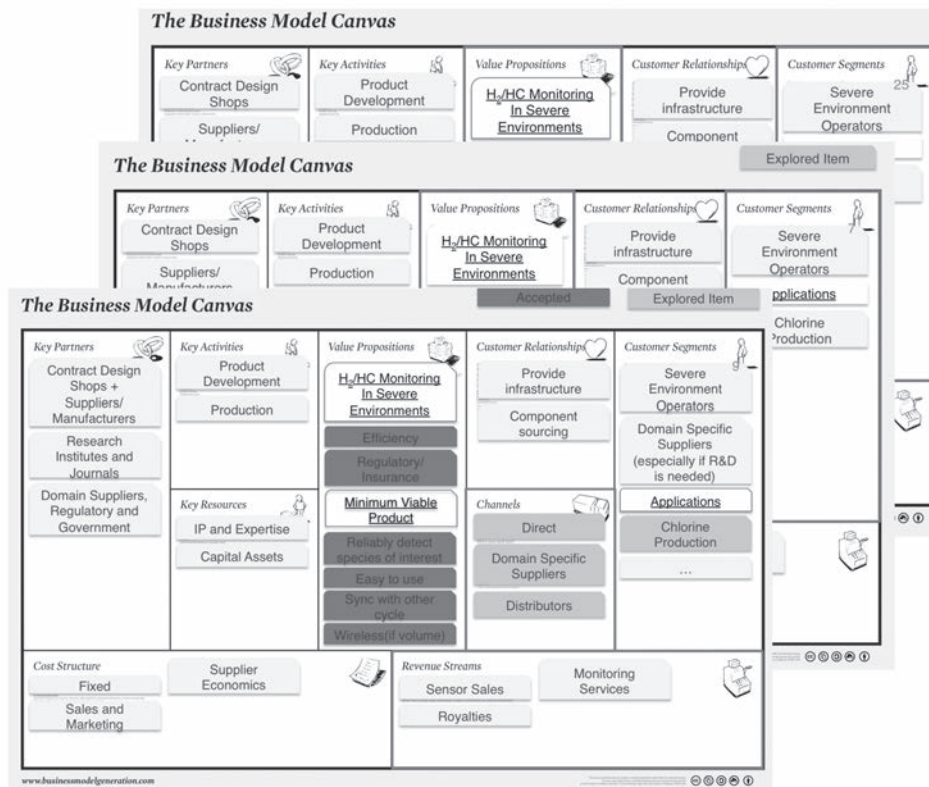 The Business Model Canvas
Key Partners
Contract Design
Shops
Suppliers/
Key Activities
Product
Development
Production
Value Propositions
H2/HC Monitoring
In Severe
Environments
Customer Relationships
Provide
infrastructure
Component
Customer Segments
25
Severe
Environment
Operators
The Business Model Canvas
Explored Item
Key Partners
Contract Design
Shops
Suppliers/
Manufacturers
Key Activities
Product
Development
Production
Value Propositions
H2/HC Monitoring
In Severe
Environments
Customer Relationships
Provide
infrastructure
Component
Customer Segments
Severe
Environment
Operators
Applications
Chlorine
Production
The Business Model Canvas
Accepted
Explored Item
Key Partners
Contract Design
Shops +
Suppliers/
Manufacturers
Research
Institutes and
Journals
Domain Suppliers,
Regulatory and
Government
Key Activities
Product
Development
Production
Key Resources
IP and Expertise
Capital Assets
Value Propositions
H2/HC Monitoring
In Severe
Environments
Efficiency
Regulatory/
Insurance
Minimum Viable
Product
Reliably detect
species of interest
Easy to use
Sync with other
cycle
Wireless(if volume)
Customer Relationships
Provide
infrastructure
Component
sourcing
Channels
Direct
Domain Specific
Suppliers
Distributors
Customer Segments
Severe
Environment
Operators
Domain Specific
Suppliers
(especially if R&D
is needed)
Applications
Chlorine
Production
...
Cost Structure
Fixed
Sales and
Marketing
Supplier
Economics
Revenue Streams
Sensor Sales
Royalties
Monitoring
Services
www.businessmodelgeneration.com